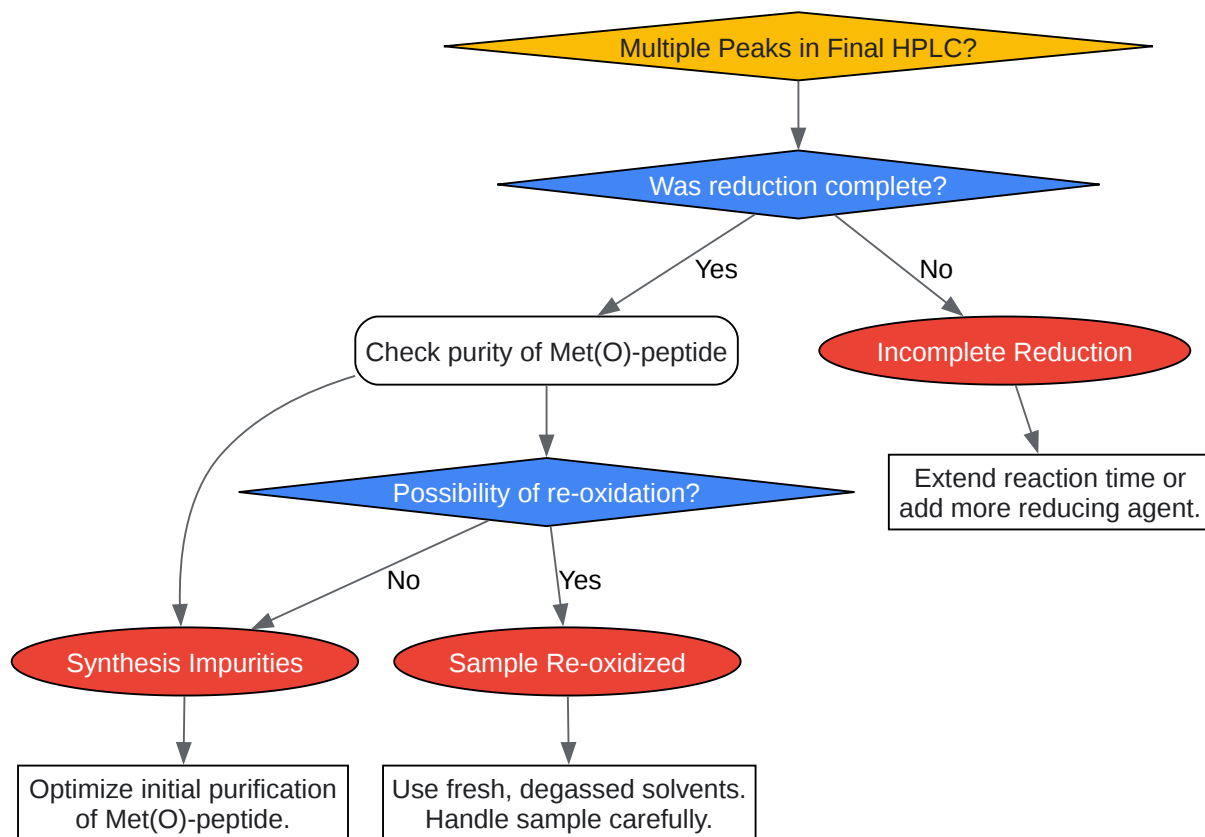 Multiple Peaks in Final HPLC?
Was reduction complete?
Yes
No
Check purity of Met(O)-peptide
Incomplete Reduction
Possibility of re-oxidation?
Extend reaction time or
add more reducing agent.
No
Yes
Synthesis Impurities
Sample Re-oxidized
Optimize initial purification
of Met(O)-peptide.
Use fresh, degassed solvents.
Handle sample carefully.